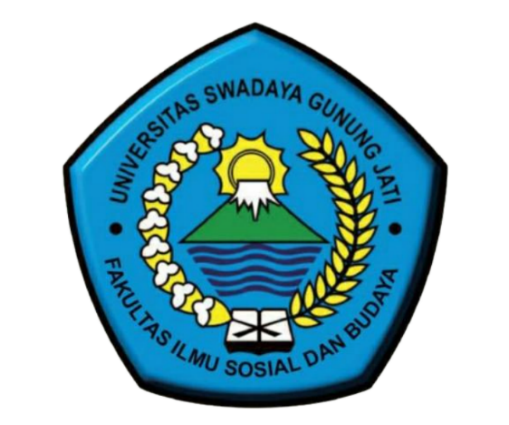 UNIVERSITAS SWADAYA GUNUNG JATI
FAKULTAS ILMU SOSIAL DAN BUDAYA